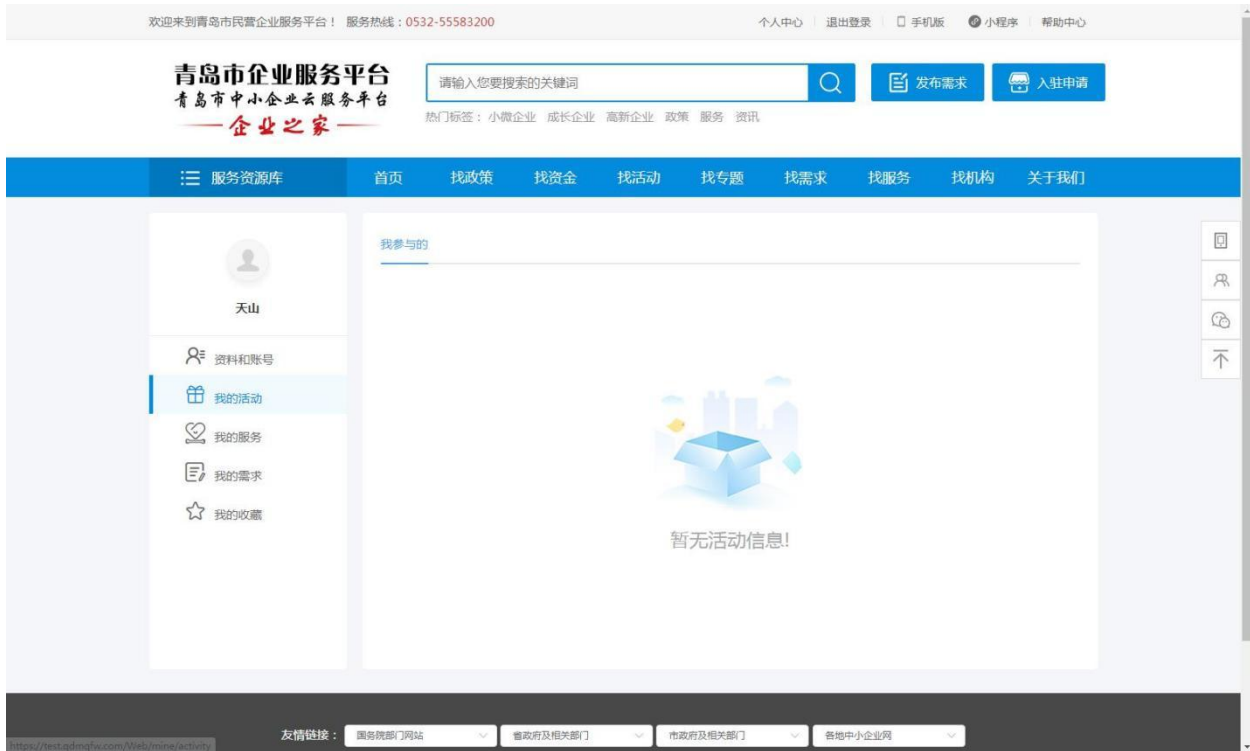 欢迎来到青岛市民营企业服务平台！ 服务热线：0532-55583200 个人中心 退出登录 手机版 小程序 帮助中心
青岛市企业服务平台
青岛市中小企业云服务平台
企业之家
请输入您要搜索的关键词 发布需求 入驻申请
热门标签：小微企业 成长企业 高新企业 政策 服务 资讯
服务资源库 首页 找政策 找资金 找活动 找专题 找需求 找服务 找机构 关于我们
我参与的
天山
资料和账号
我的活动
我的服务
我的需求
我的收藏
暂无活动信息!
友情链接： 国务院部门网站 省政府及相关部门 市政府及相关部门 各地中小企业网
https://test.qdmqfw.com/Web/mine/activity